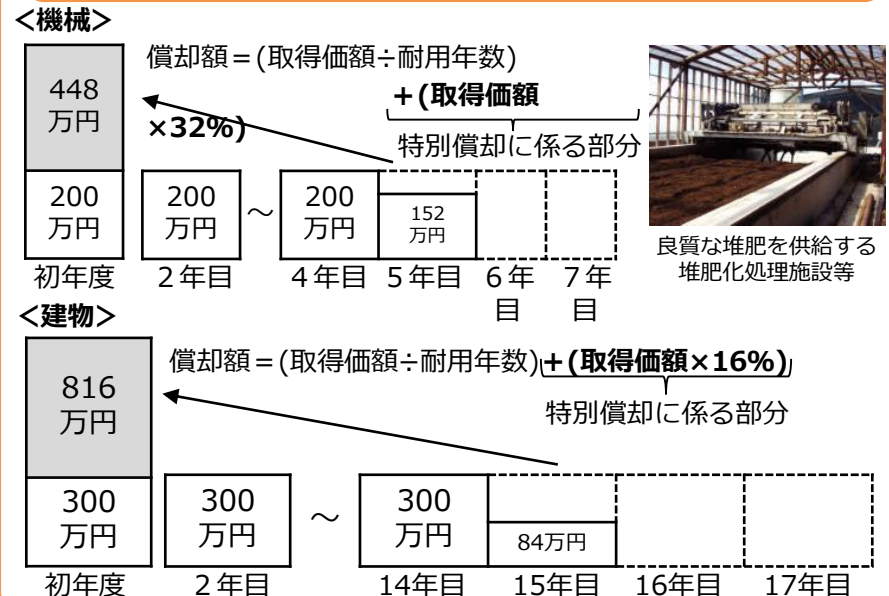 <機械>
償却額＝(取得価額÷耐用年数)
＋(取得価額
×32%)
特別償却に係る部分
448
万円
200
万円
200
万円
～
200
万円
152
万円
初年度
２年目
４年目
５年目
６年
目
７年
目
良質な堆肥を供給する
堆肥化処理施設等
<建物>
償却額＝(取得価額÷耐用年数)＋(取得価額×16%)
特別償却に係る部分
816
万円
300
万円
300
万円
～
300
万円
84万円
初年度
２年目
14年目
15年目
16年目
17年目